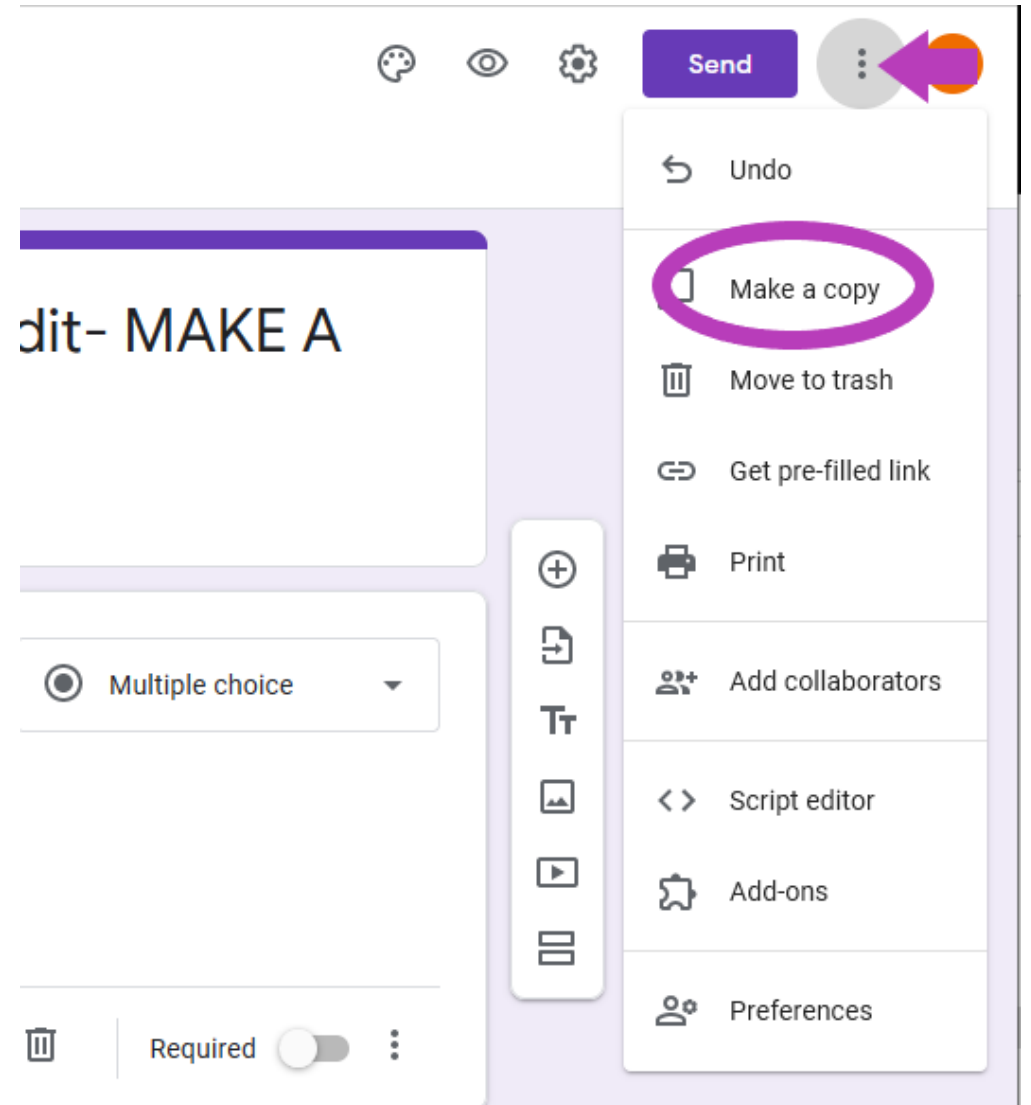 Send
Undo
dit- MAKE A
Make a copy
Move to trash
Get pre-filled link
Print
Multiple choice
Add collaborators
Script editor
Add-ons
Required
Preferences